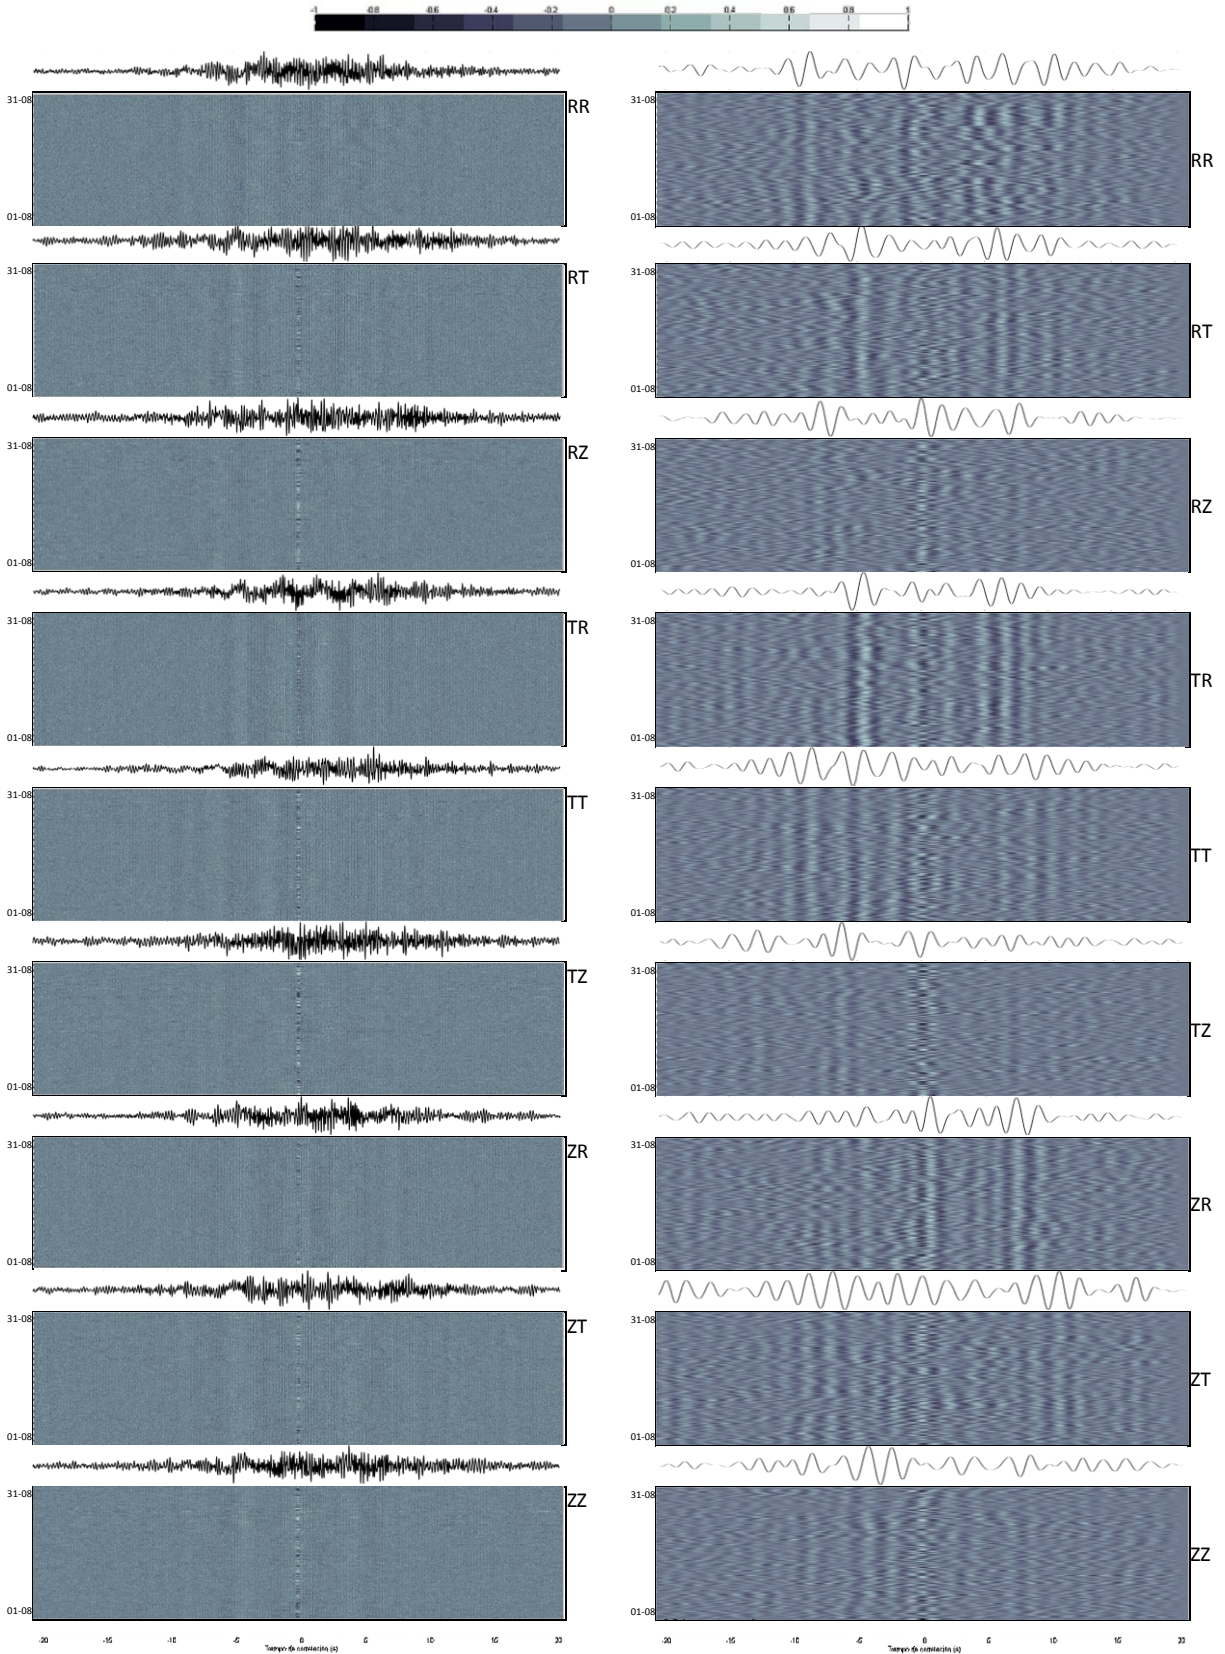 -1 -0.8 -0.6 -0.4 -0.2 0 0.2 0.4 0.6 0.8 1
31-08 RR
01-08
31-08 RT
01-08
31-08 RZ
01-08
31-08 TR
01-08
31-08 TT
01-08
31-08 TZ
01-08
31-08 ZR
01-08
31-08 ZT
01-08
31-08 ZZ
01-08
-20 -15 -10 -5 0 5 10 15 20
Tiempo de correlación (s)
31-08 RR
01-08
31-08 RT
01-08
31-08 RZ
01-08
31-08 TR
01-08
31-08 TT
01-08
31-08 TZ
01-08
31-08 ZR
01-08
31-08 ZT
01-08
31-08 ZZ
01-08
-20 -15 -10 -5 0 5 10 15 20
Tiempo de correlación (s)